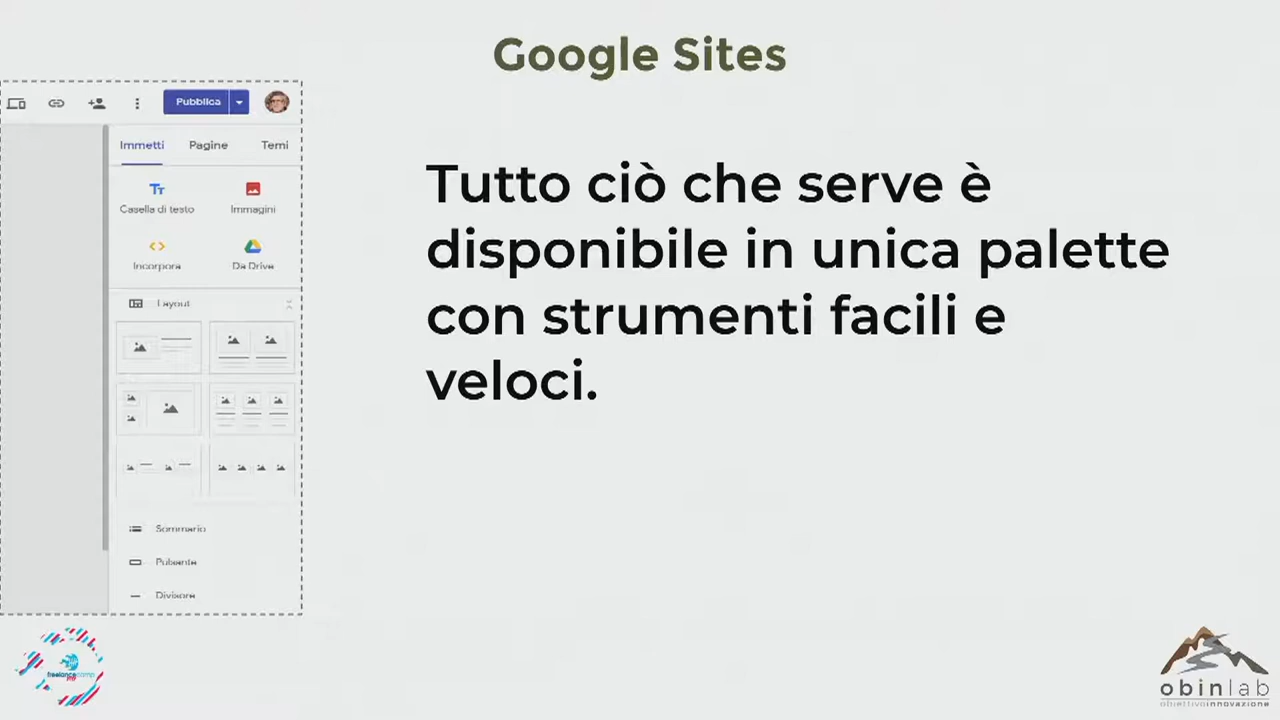 Google Sites
Pubblica
Immetti Pagine Temi
Casella di testo Immagini
Incorpora Da Drive
Layout
Sommario
Pulsante
Divisore
Tutto ciò che serve è
disponibile in unica palette
con strumenti facili e
veloci.
freelancecamp
obinlab
obiettivoinnovazione